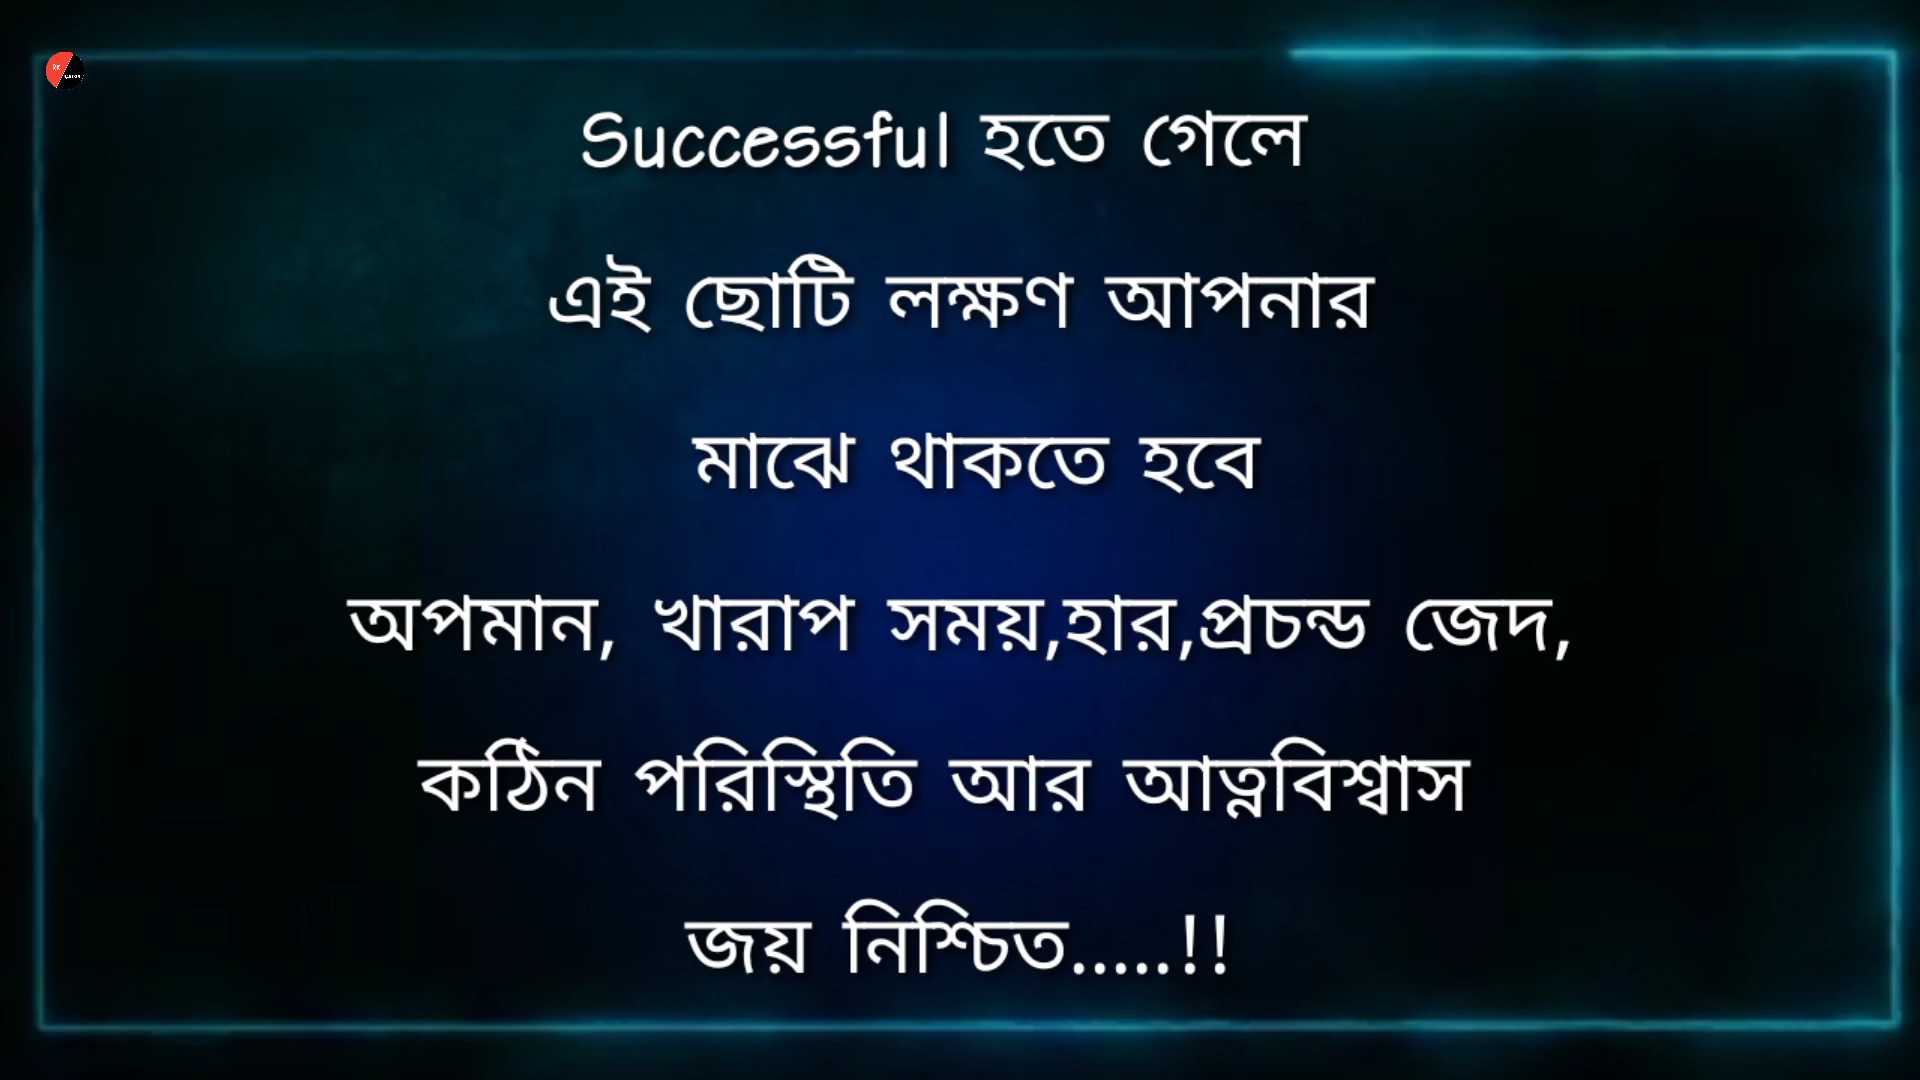 Successful হতে গেলে
এই ছোটি লক্ষণ আপনার
মাঝে থাকতে হবে
অপমান, খারাপ সময়,হার,প্রচন্ড জেদ,
কঠিন পরিস্থিতি আর আত্নবিশ্বাস
জয় নিশ্চিত.....!!